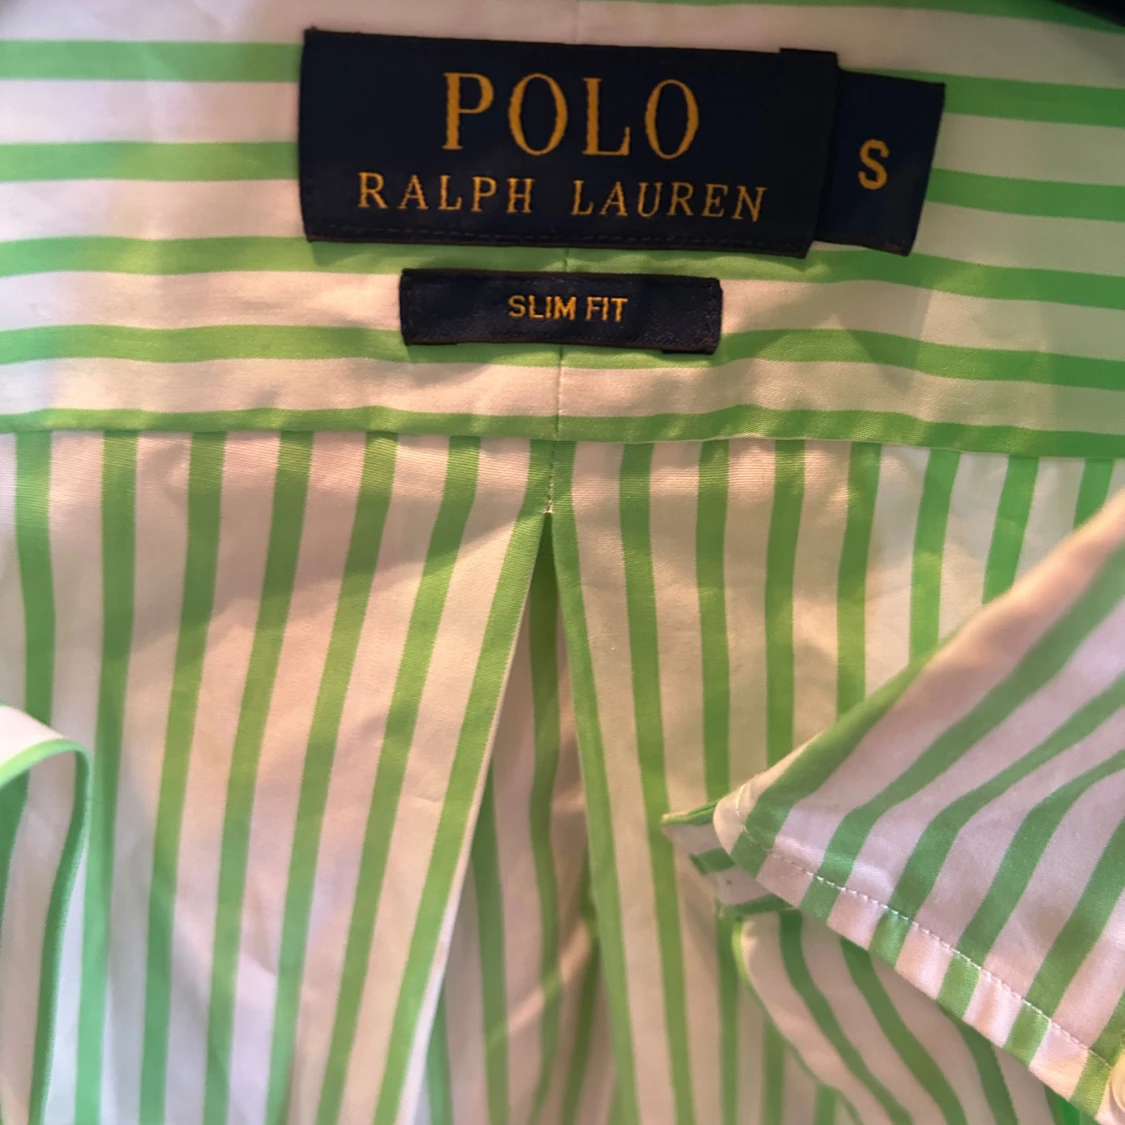 POLO
RALPH LAUREN
S
SLIM FIT